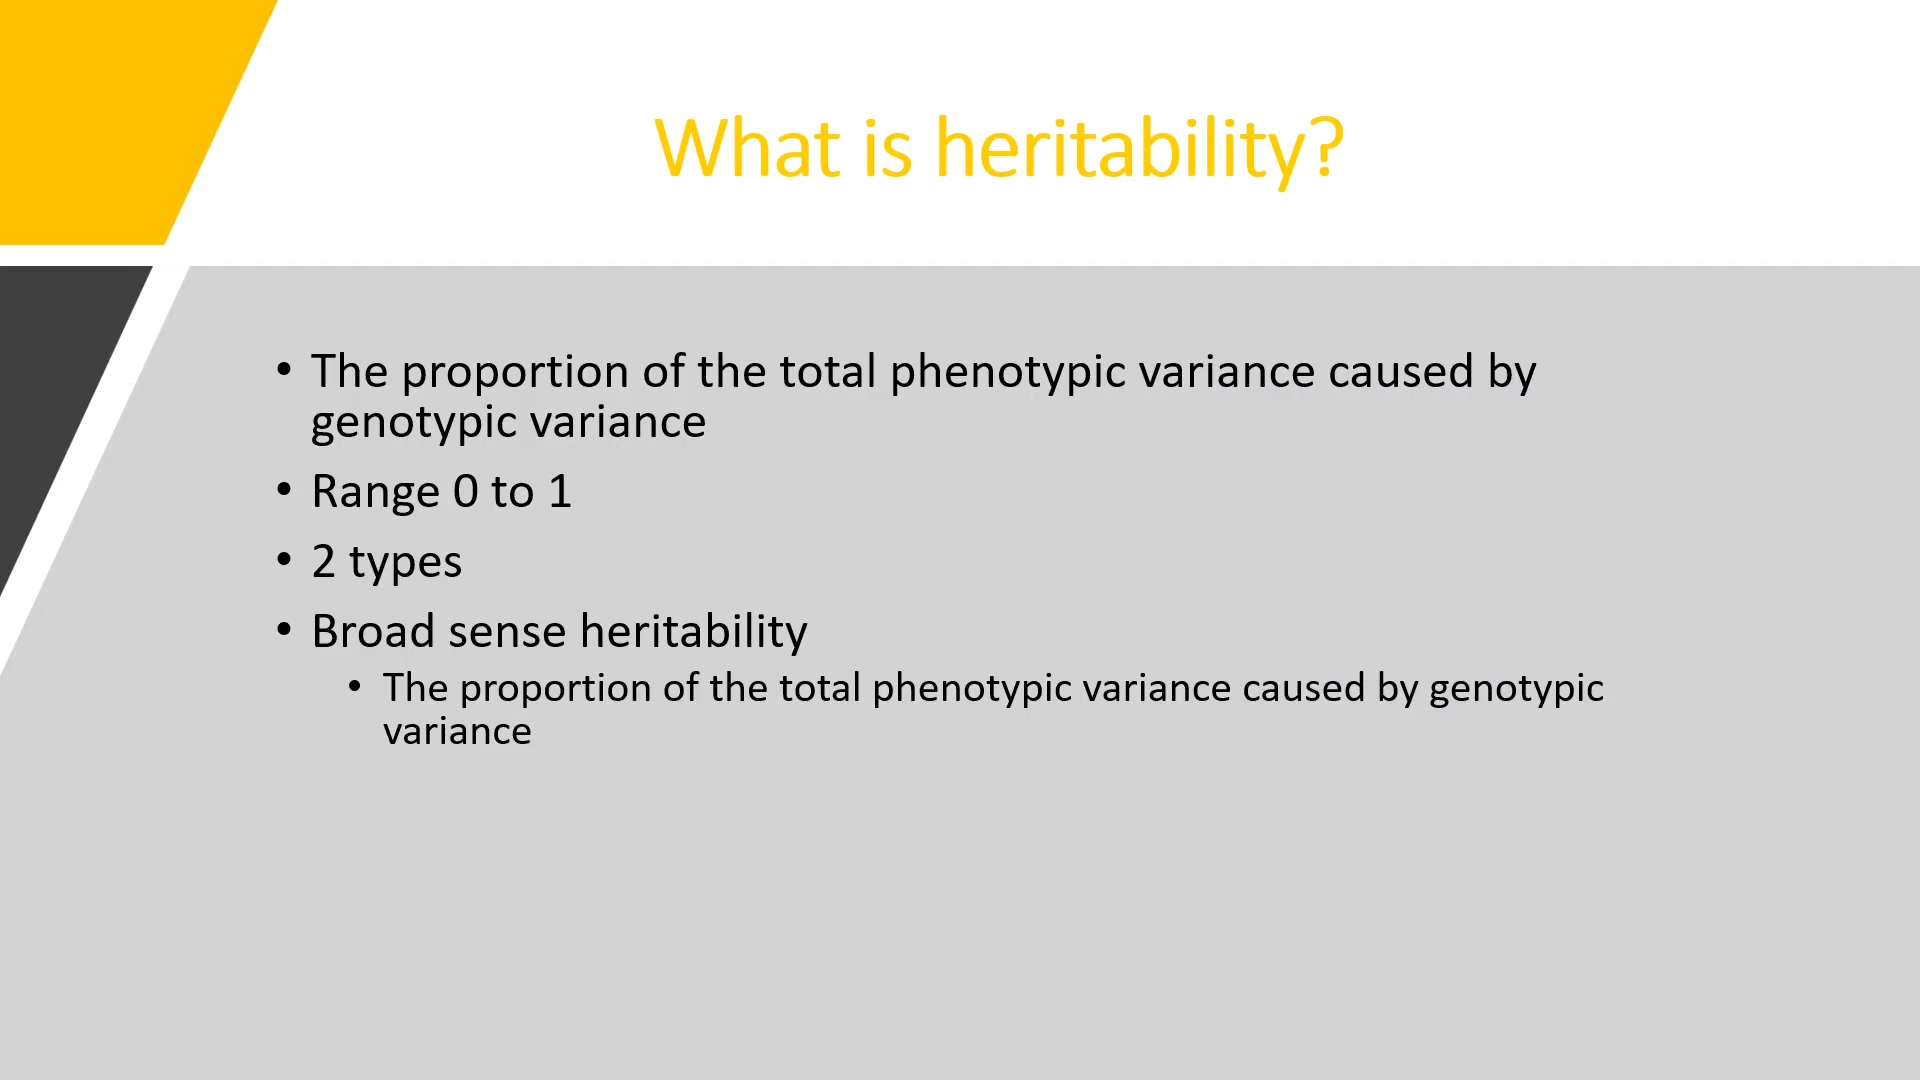 What is heritability?
• The proportion of the total phenotypic variance caused by
genotypic variance
• Range 0 to 1
• 2 types
• Broad sense heritability
• The proportion of the total phenotypic variance caused by genotypic
variance